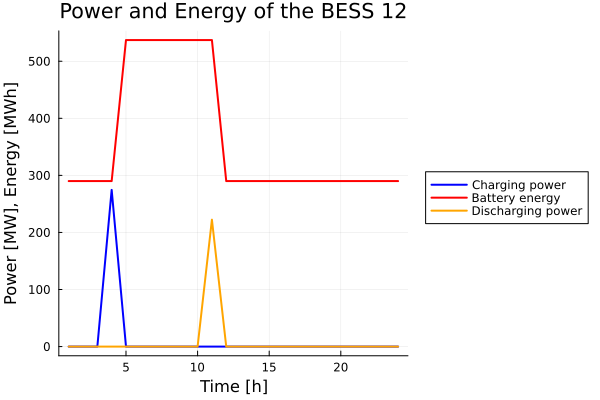 Power and Energy of the BESS 12
Power [MW], Energy [MWh]
500
400
300
200
100
0
5
10
15
20
Time [h]
Charging power
Battery energy
Discharging power